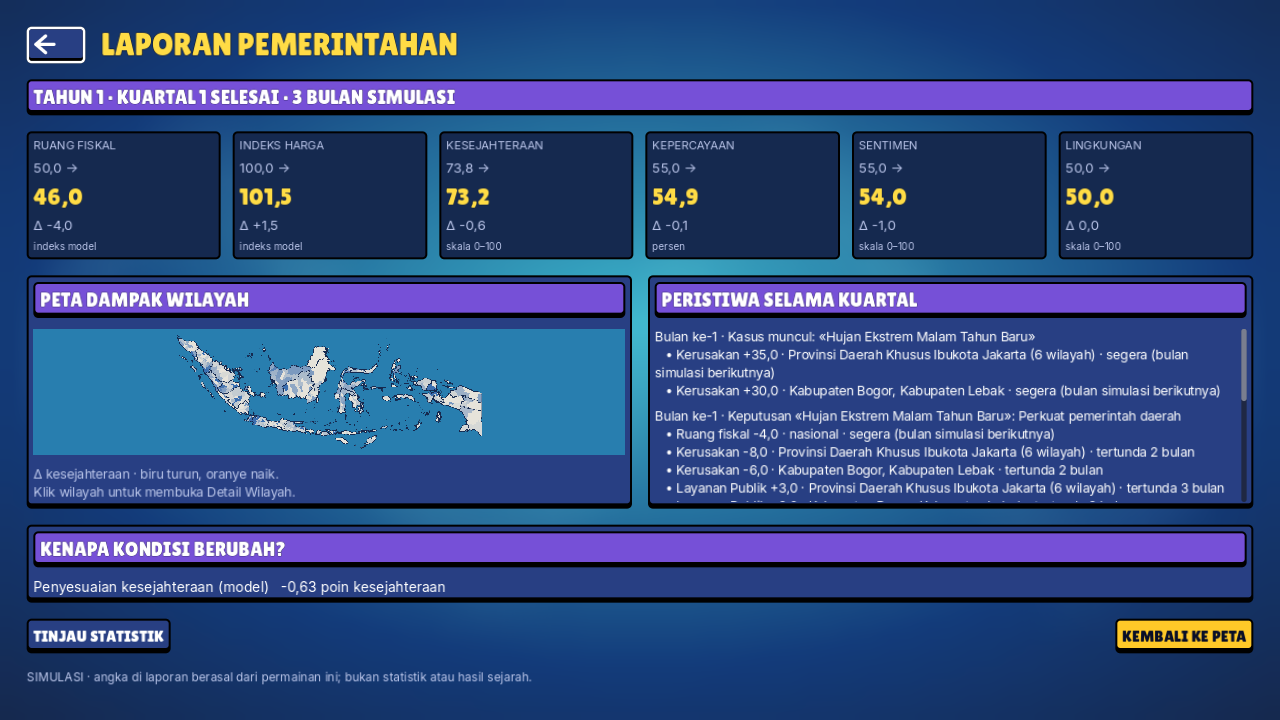 LAPORAN PEMERINTAHAN
TAHUN 1 · KUARTAL 1 SELESAI · 3 BULAN SIMULASI
RUANG FISKAL
50,0 →
46,0
Δ -4,0
indeks model
INDEKS HARGA
100,0 →
101,5
Δ +1,5
indeks model
KESEJAHTERAAN
73,8 →
73,2
Δ -0,6
skala 0–100
KEPERCAYAAN
55,0 →
54,9
Δ -0,1
persen
SENTIMEN
55,0 →
54,0
Δ -1,0
skala 0–100
LINGKUNGAN
50,0 →
50,0
Δ 0,0
skala 0–100
PETA DAMPAK WILAYAH
Δ kesejahteraan · biru turun, oranye naik.
Klik wilayah untuk membuka Detail Wilayah.
PERISTIWA SELAMA KUARTAL
Bulan ke-1 · Kasus muncul: «Hujan Ekstrem Malam Tahun Baru»
• Kerusakan +35,0 · Provinsi Daerah Khusus Ibukota Jakarta (6 wilayah) · segera (bulan
simulasi berikutnya)
• Kerusakan +30,0 · Kabupaten Bogor, Kabupaten Lebak · segera (bulan simulasi berikutnya)
Bulan ke-1 · Keputusan «Hujan Ekstrem Malam Tahun Baru»: Perkuat pemerintah daerah
• Ruang fiskal -4,0 · nasional · segera (bulan simulasi berikutnya)
• Kerusakan -8,0 · Provinsi Daerah Khusus Ibukota Jakarta (6 wilayah) · tertunda 2 bulan
• Kerusakan -6,0 · Kabupaten Bogor, Kabupaten Lebak · tertunda 2 bulan
• Layanan Publik +3,0 · Provinsi Daerah Khusus Ibukota Jakarta (6 wilayah) · tertunda 3 bulan
KENAPA KONDISI BERUBAH?
Penyesuaian kesejahteraan (model) -0,63 poin kesejahteraan
TINJAU STATISTIK
KEMBALI KE PETA
SIMULASI · angka di laporan berasal dari permainan ini; bukan statistik atau hasil sejarah.